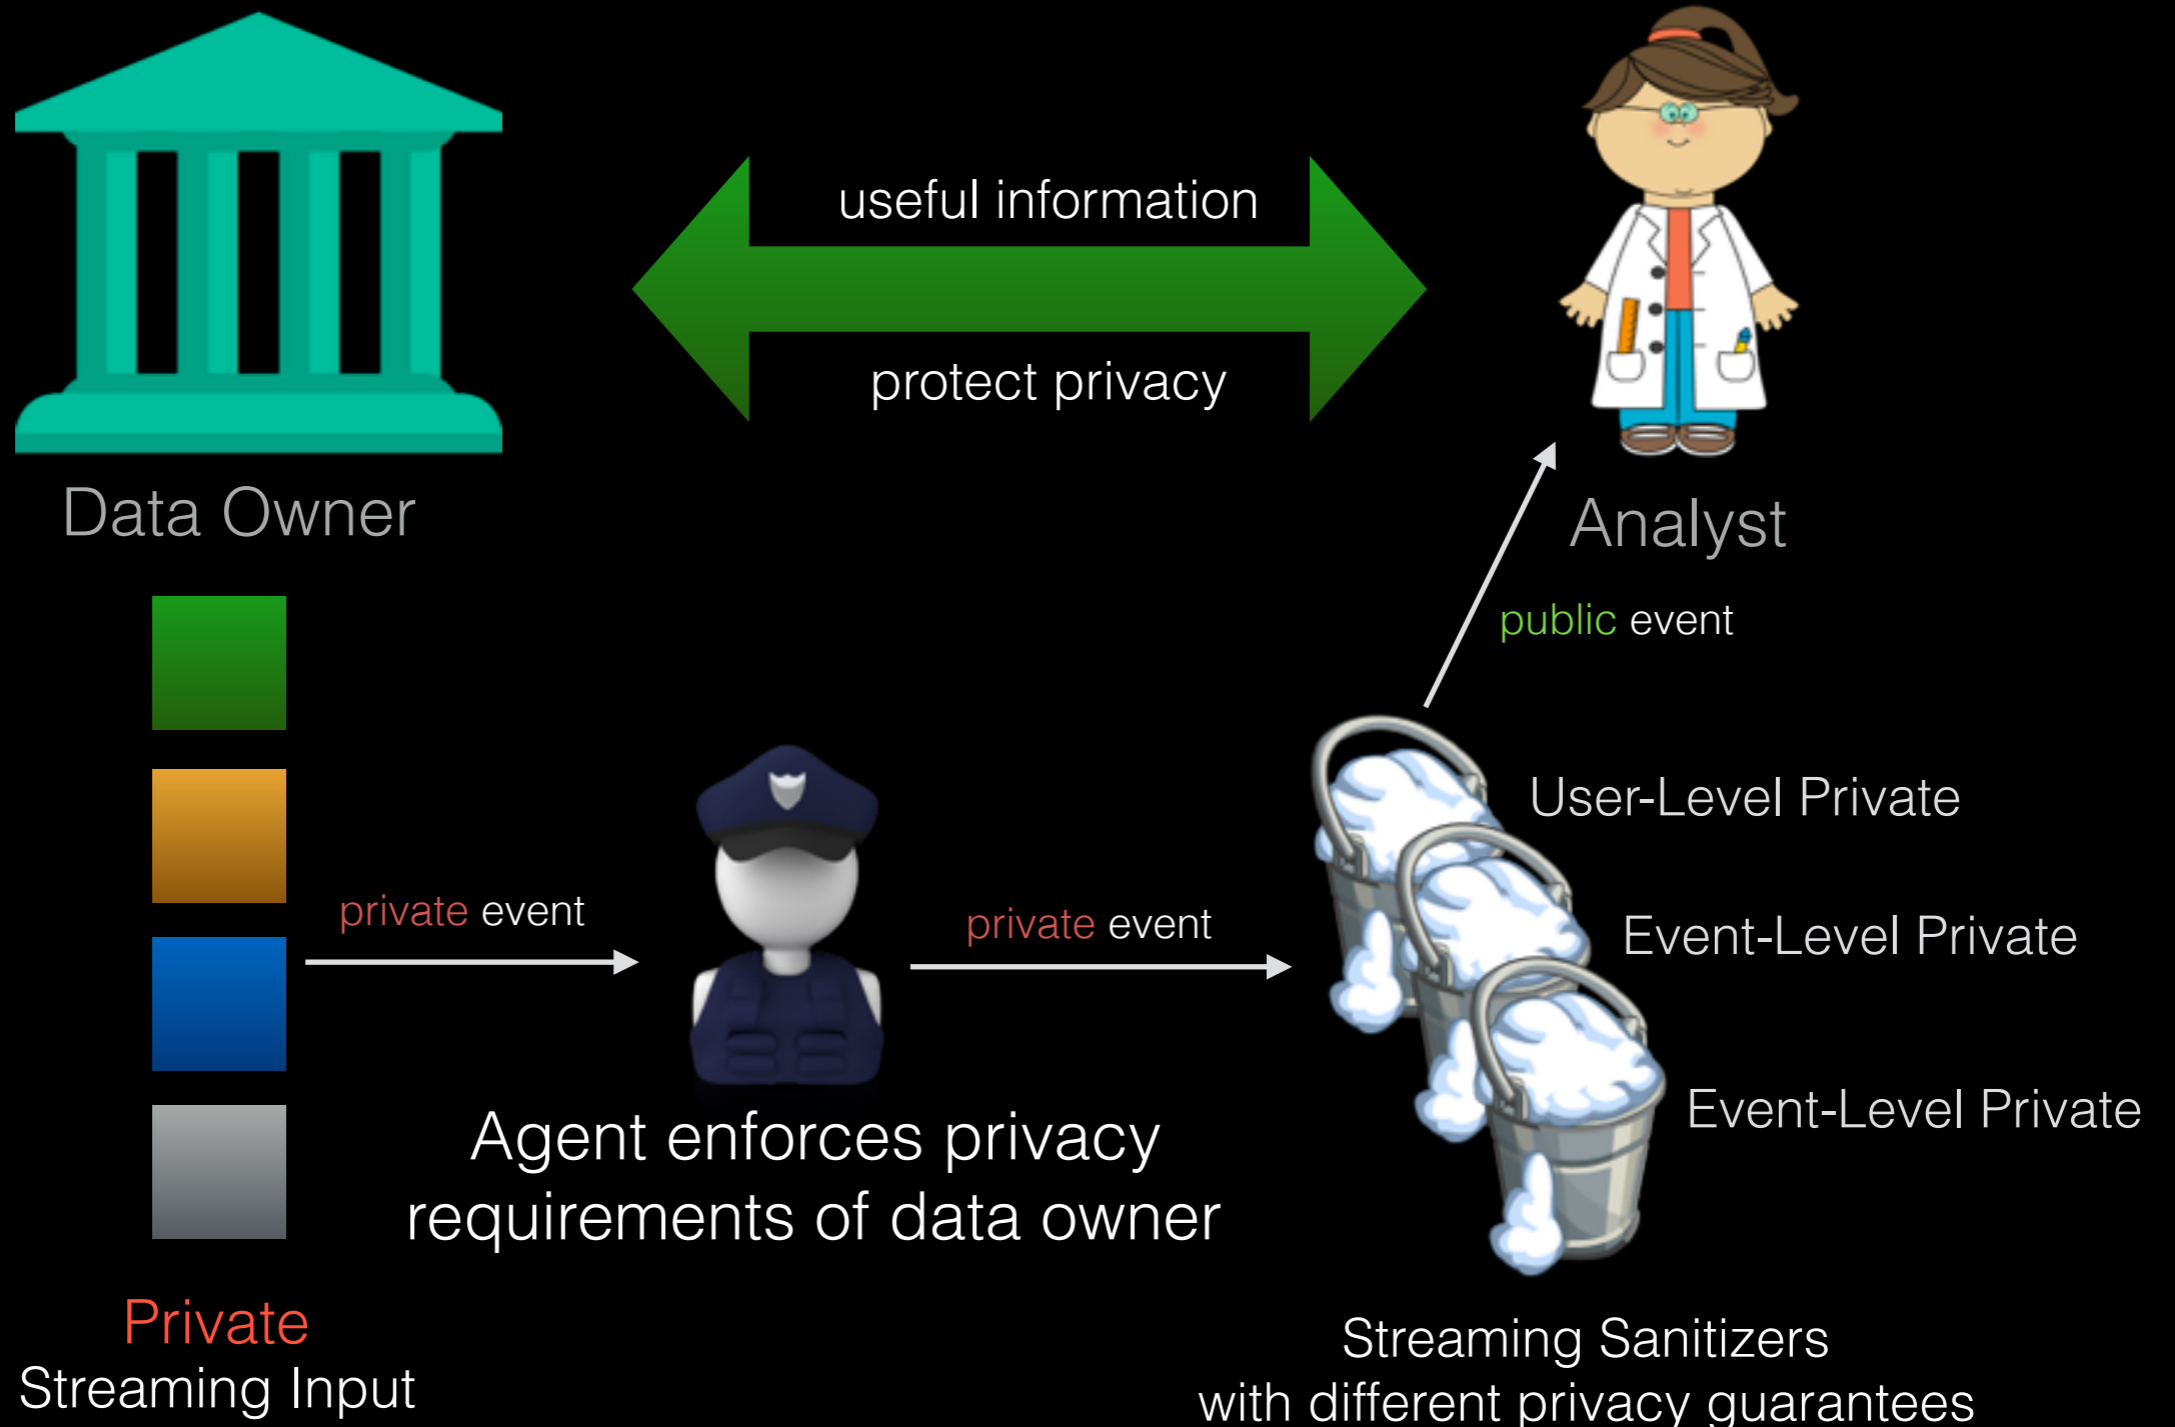 useful information
protect privacy
Data Owner
Analyst
public event
private event
private event
User-Level Private
Event-Level Private
Event-Level Private
Agent enforces privacy
requirements of data owner
Private
Streaming Input
Streaming Sanitizers
with different privacy guarantees